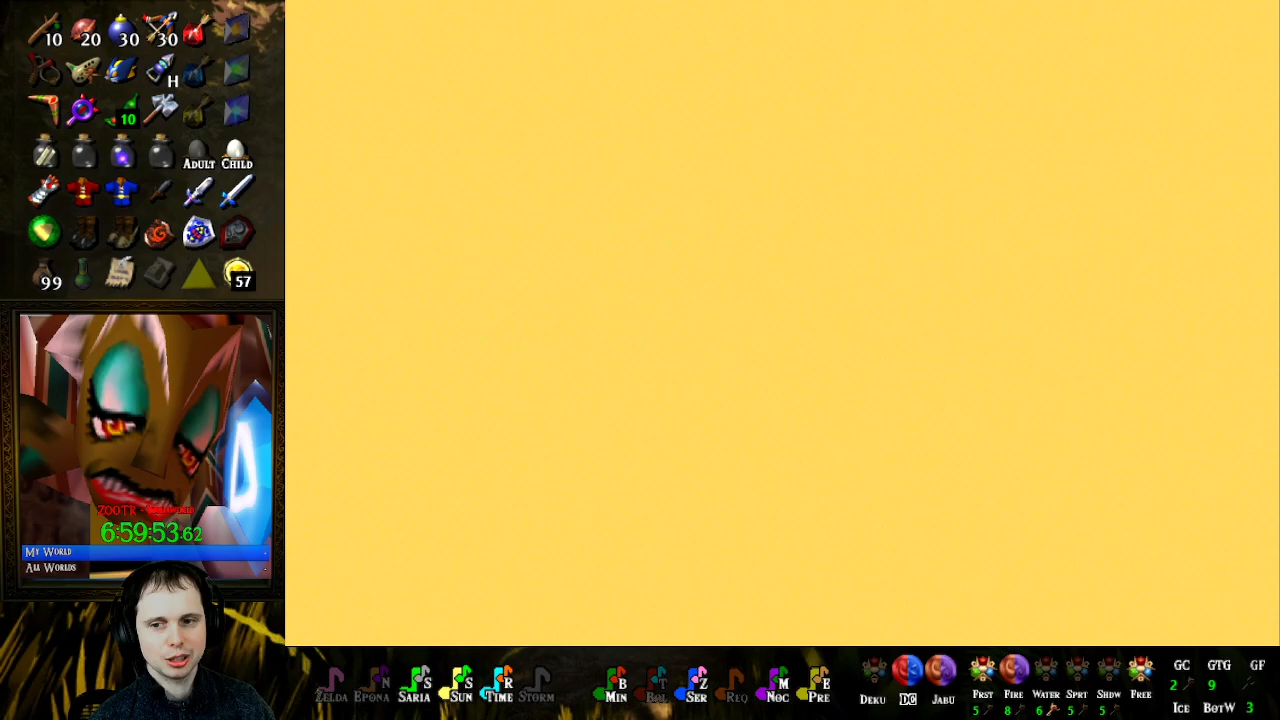 10 20 30 30
H
10
ADULT CHILD
99 57
ZOOTR
6:59:53.62
MY WORLD -
ALL WORLDS -
ZELDA EPONA SARIA SUN TIME STORM
S S R
N
MIN BOL SER REQ NOC PRE
B T Z R M E
DEKU DC JABU FRST FIRE WATER SPRT SHDW FREE
5 8 6 5 5
GC GTG GF
2 9
ICE BOTW 3